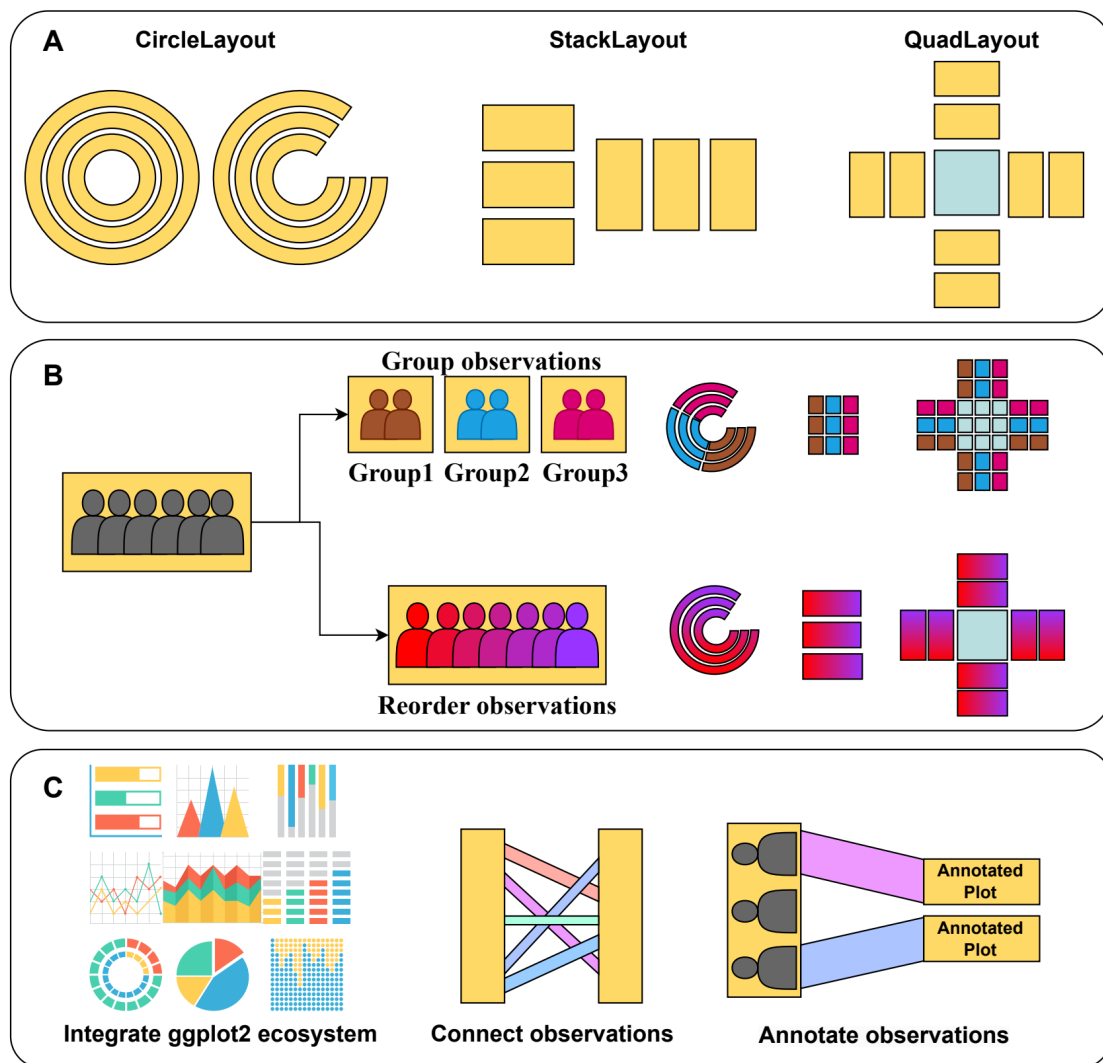 A
CircleLayout
StackLayout
QuadLayout
B
Group observations
Group1
Group2
Group3
Reorder observations
C
Annotated
Plot
Annotated
Plot
Integrate ggplot2 ecosystem
Connect observations
Annotate observations